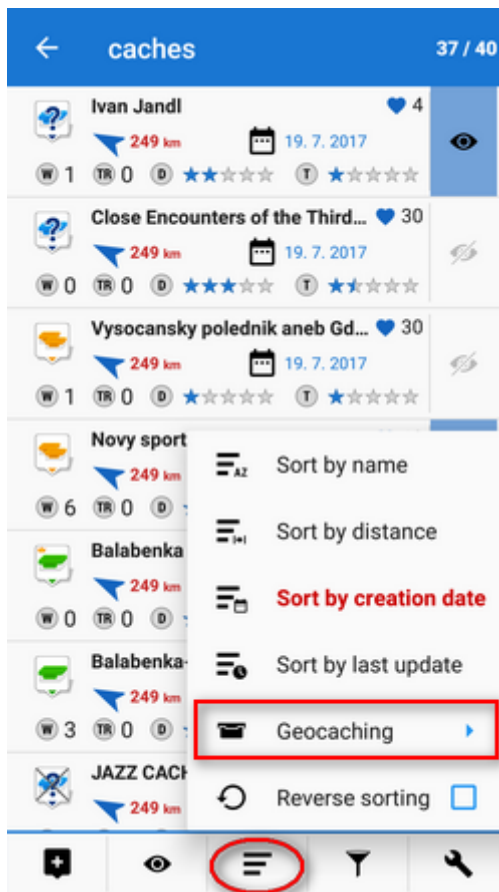 caches 37 / 40
Ivan Jandl 4
249 km 19. 7. 2017
W 1 TR 0 D T
Close Encounters of the Third... 30
249 km 19. 7. 2017
W 0 TR 0 D T
Vysocansky polednik aneb Gd... 30
249 km 19. 7. 2017
W 1 TR 0 D T
Novy sport
249 km
W 6 TR 0 D
Balabenka
249 km
W 0 TR 0 D
Balabenka-
249 km
W 3 TR 0 D
JAZZ CACH
249 km
AZ Sort by name
Sort by distance
Sort by creation date
Sort by last update
Geocaching
Reverse sorting